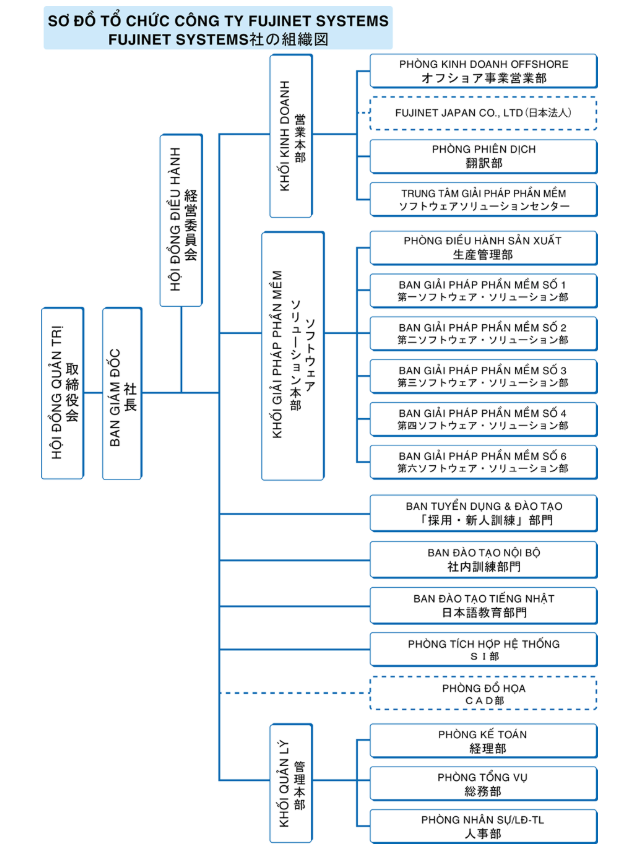 SƠ ĐỒ TỔ CHỨC CÔNG TY FUJINET SYSTEMS
FUJINET SYSTEMS社の組織図
HỘI ĐỒNG QUẢN TRỊ
取締役会
BAN GIÁM ĐỐC
社長
HỘI ĐỒNG ĐIỀU HÀNH
経営委員会
KHỐI KINH DOANH
営業本部
PHÒNG KINH DOANH OFFSHORE
オフショア事業営業部
FUJINET JAPAN CO., LTD (日本法人)
PHÒNG PHIÊN DỊCH
翻訳部
TRUNG TÂM GIẢI PHÁP PHẦN MỀM
ソフトウェアソリューションセンター
KHỐI GIẢI PHÁP PHẦN MỀM
ソフトウェア
ソリューション本部
PHÒNG ĐIỀU HÀNH SẢN XUẤT
生産管理部
BAN GIẢI PHÁP PHẦN MỀM SỐ 1
第一ソフトウェア・ソリューション部
BAN GIẢI PHÁP PHẦN MỀM SỐ 2
第二ソフトウェア・ソリューション部
BAN GIẢI PHÁP PHẦN MỀM SỐ 3
第三ソフトウェア・ソリューション部
BAN GIẢI PHÁP PHẦN MỀM SỐ 4
第四ソフトウェア・ソリューション部
BAN GIẢI PHÁP PHẦN MỀM SỐ 6
第六ソフトウェア・ソリューション部
BAN TUYỂN DỤNG & ĐÀO TẠO
「採用・新人訓練」部門
BAN ĐÀO TẠO NỘI BỘ
社内訓練部門
BAN ĐÀO TẠO TIẾNG NHẬT
日本語教育部門
PHÒNG TÍCH HỢP HỆ THỐNG
ＳＩ部
PHÒNG ĐỒ HỌA
ＣＡＤ部
KHỐI QUẢN LÝ
管理本部
PHÒNG KẾ TOÁN
経理部
PHÒNG TỔNG VỤ
総務部
PHÒNG NHÂN SỰ/LĐ-TL
人事部